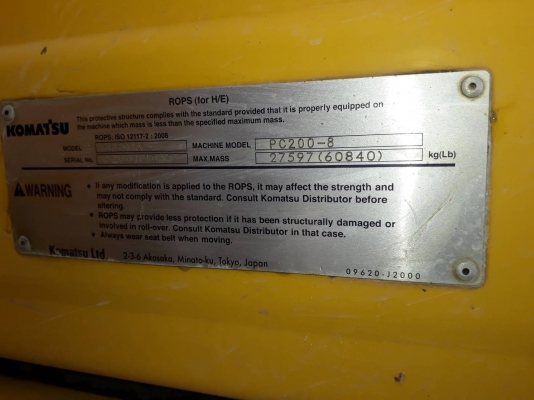 ROPS (for H/E)
This protective structure complies with the standard provided that it is properly equipped on
the machine which mass is less than the specified maximum mass.
KOMATSU
ROPS: ISO 12117-2 : 2008
MODEL
MACHINE MODEL PC200-8
SERIAL No.
MAX.MASS 27597(60840) kg(Lb)
WARNING
• If any modification is applied to the ROPS, it may affect the strength and
may not comply with the standard. Consult Komatsu Distributor before
altering.
• ROPS may provide less protection if it has been structurally damaged or
involved in roll-over. Consult Komatsu Distributor in that case.
• Always wear seat belt when moving.
Komatsu Ltd. 2-3-6 Akasaka, Minato-ku, Tokyo, Japan
09620-J2000